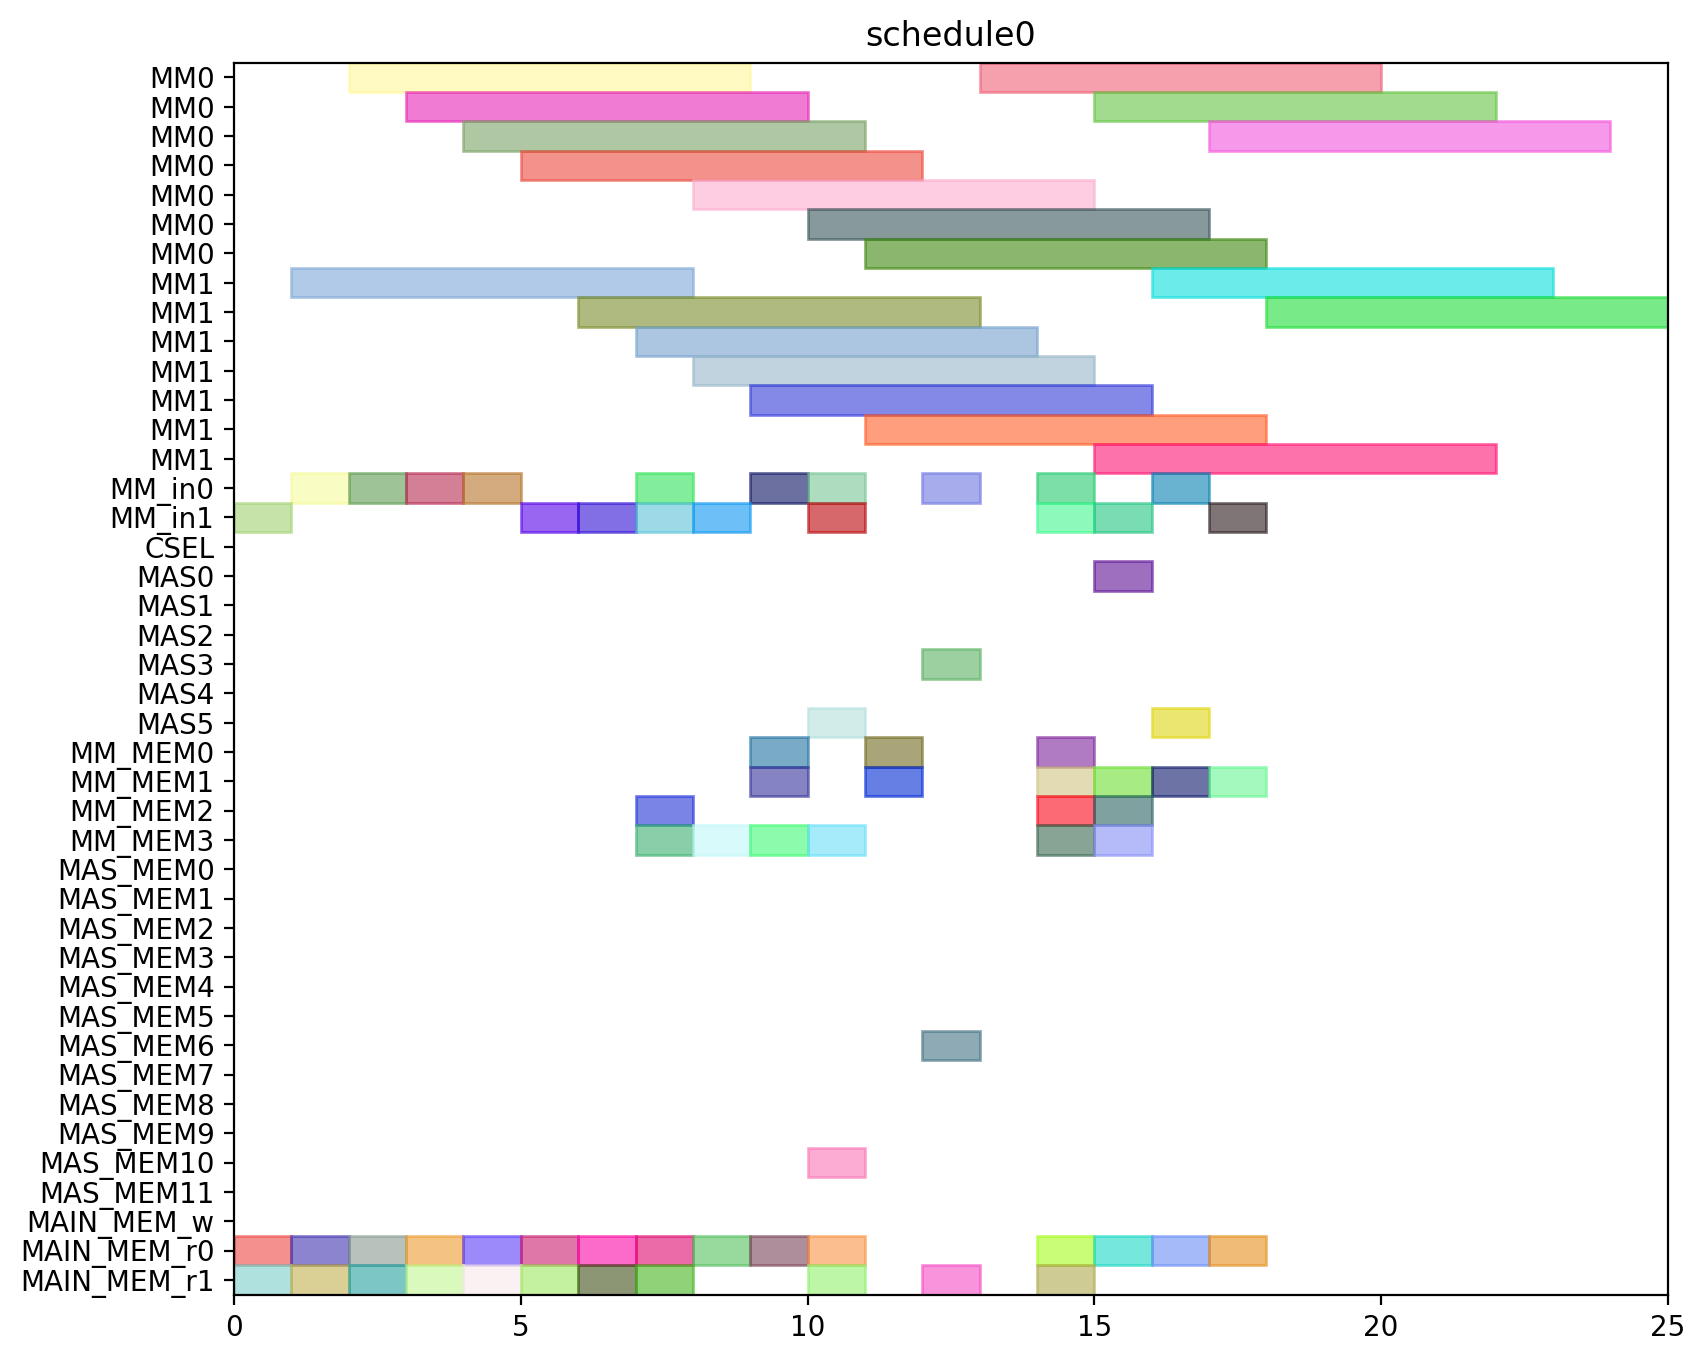 schedule0
MM0
MM0
MM0
MM0
MM0
MM0
MM0
MM1
MM1
MM1
MM1
MM1
MM1
MM1
MM_in0
MM_in1
CSEL
MAS0
MAS1
MAS2
MAS3
MAS4
MAS5
MM_MEM0
MM_MEM1
MM_MEM2
MM_MEM3
MAS_MEM0
MAS_MEM1
MAS_MEM2
MAS_MEM3
MAS_MEM4
MAS_MEM5
MAS_MEM6
MAS_MEM7
MAS_MEM8
MAS_MEM9
MAS_MEM10
MAS_MEM11
MAIN_MEM_w
MAIN_MEM_r0
MAIN_MEM_r1
0 5 10 15 20 25